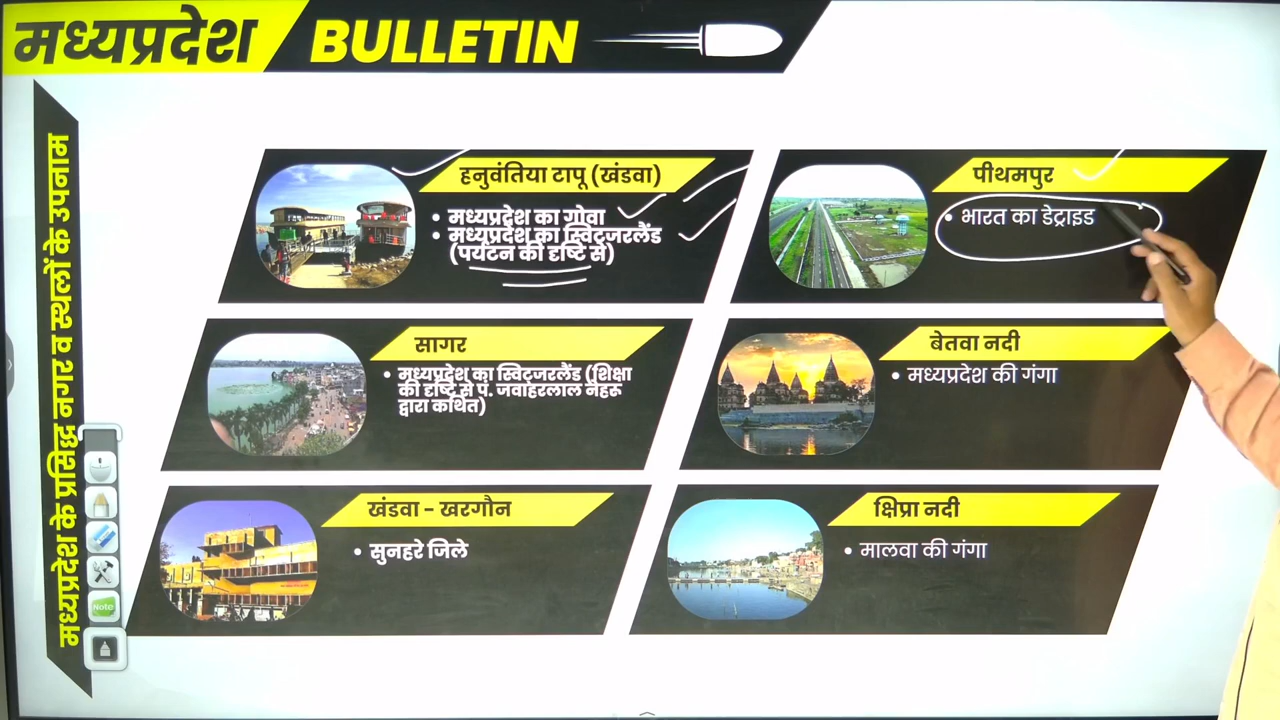 मध्यप्रदेश BULLETIN
मध्यप्रदेश के प्रसिद्ध नगर व स्थलों के उपनाम
हनुवंतिया टापू (खंडवा)
• मध्यप्रदेश का गोवा
• मध्यप्रदेश का स्विटजरलैंड
(पर्यटन की दृष्टि से)
पीथमपुर
• भारत का डेट्राइड
सागर
• मध्यप्रदेश का स्विटजरलैंड (शिक्षा
की दृष्टि से पं. जवाहरलाल नेहरू
द्वारा कथित)
बेतवा नदी
• मध्यप्रदेश की गंगा
खंडवा - खरगौन
• सुनहरे जिले
क्षिप्रा नदी
• मालवा की गंगा
Note